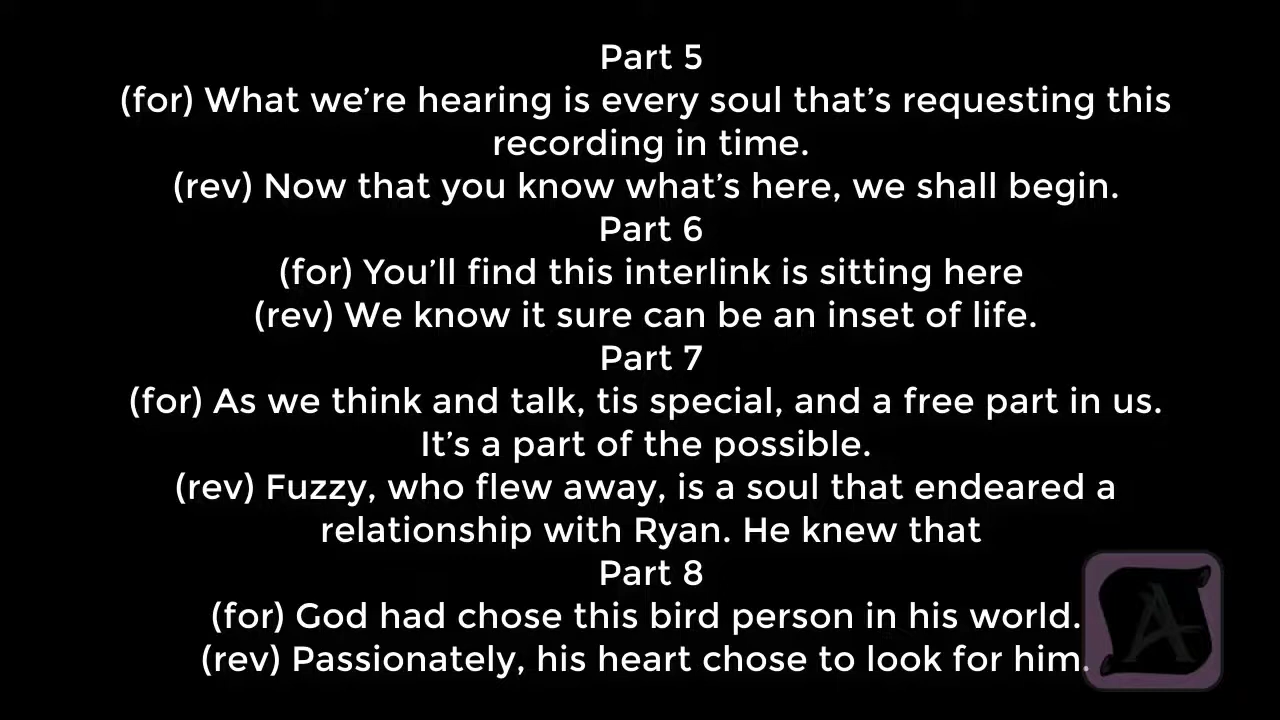 Part 5
(for) What we’re hearing is every soul that’s requesting this
recording in time.
(rev) Now that you know what’s here, we shall begin.
Part 6
(for) You’ll find this interlink is sitting here
(rev) We know it sure can be an inset of life.
Part 7
(for) As we think and talk, tis special, and a free part in us.
It’s a part of the possible.
(rev) Fuzzy, who flew away, is a soul that endeared a
relationship with Ryan. He knew that
Part 8
(for) God had chose this bird person in his world.
(rev) Passionately, his heart chose to look for him.
A